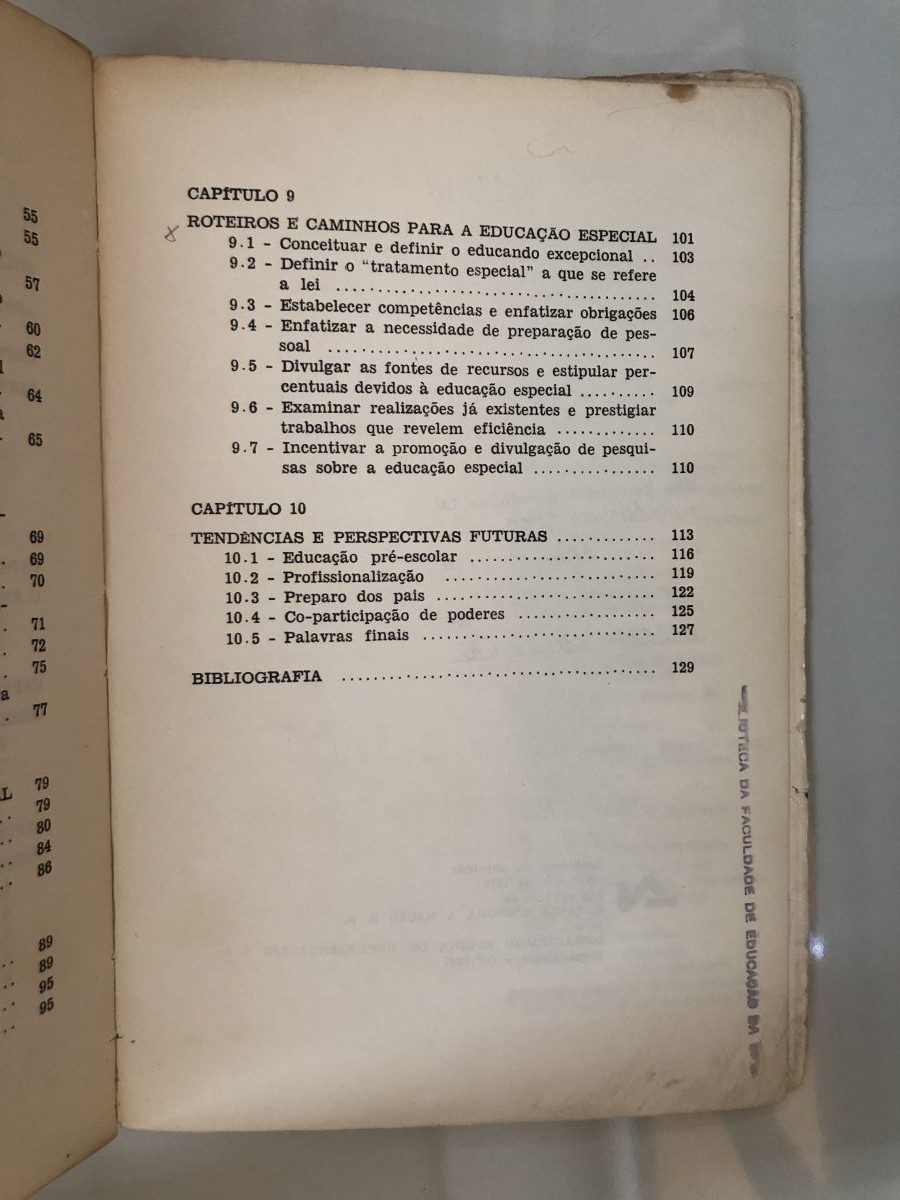 55
55
57
60
62
64
65
69
69
70
71
72
75
77
79
79
80
84
86
89
89
95
95
CAPÍTULO 9
ROTEIROS E CAMINHOS PARA A EDUCAÇÃO ESPECIAL 101
9.1 - Conceituar e definir o educando excepcional .. 103
9.2 - Definir o "tratamento especial" a que se refere
a lei ........................................ 104
9.3 - Estabelecer competências e enfatizar obrigações 106
9.4 - Enfatizar a necessidade de preparação de pes-
soal ........................................ 107
9.5 - Divulgar as fontes de recursos e estipular per-
centuais devidos à educação especial .......... 109
9.6 - Examinar realizações já existentes e prestigiar
trabalhos que revelem eficiência ............. 110
9.7 - Incentivar a promoção e divulgação de pesqui-
sas sobre a educação especial ................ 110
CAPÍTULO 10
TENDÊNCIAS E PERSPECTIVAS FUTURAS ............. 113
10.1 - Educação pré-escolar ........................ 116
10.2 - Profissionalização ........................... 119
10.3 - Preparo dos pais ............................ 122
10.4 - Co-participação de poderes .................. 125
10.5 - Palavras finais .............................. 127
BIBLIOGRAFIA ........................................ 129
DA FACULDADE DE EDUCAÇÃO DA